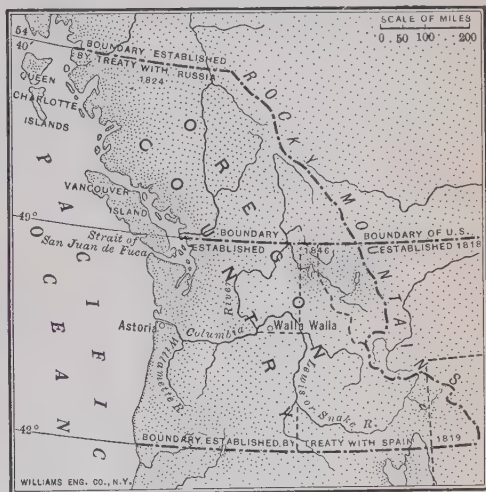 SCALE OF MILES
0 50 100 200
54
40'
BOUNDARY ESTABLISHED
BY TREATY WITH RUSSIA
1824
QUEEN
CHARLOTTE
ISLANDS
ROCKY MOUNTAINS
OREGON
COUNTRY
VANCOUVER
ISLAND
49°
Strait of
San Juan de Fuca
BOUNDARY
ESTABLISHED 1846
BOUNDARY OF U.S.
ESTABLISHED 1818
PACIFIC
OCEAN
River
Astoria
Columbia
Walla Walla
Willamette R.
Lewis or Snake R.
42°
BOUNDARY ESTABLISHED BY TREATY WITH SPAIN 1819
WILLIAMS ENG. CO., N.Y.